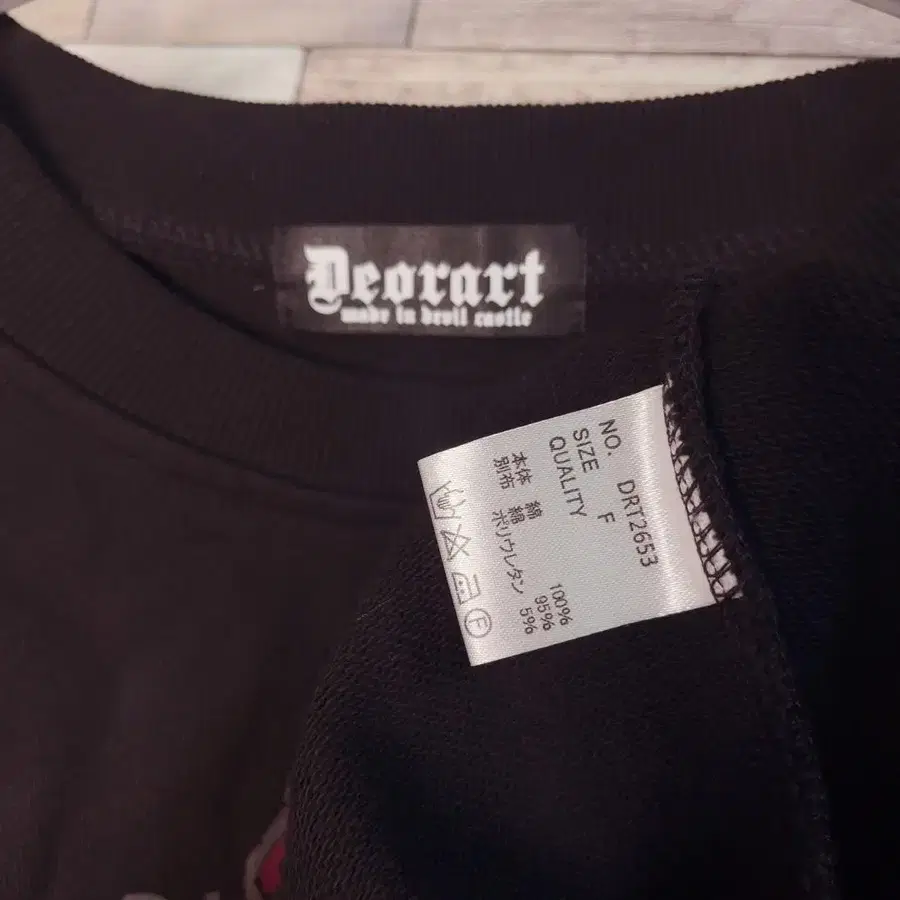 Deorart
made in devil castle
NO. DRT2653
SIZE F
QUALITY
本体 綿 100%
別布 綿 95%
ポリウレタン 5%
F